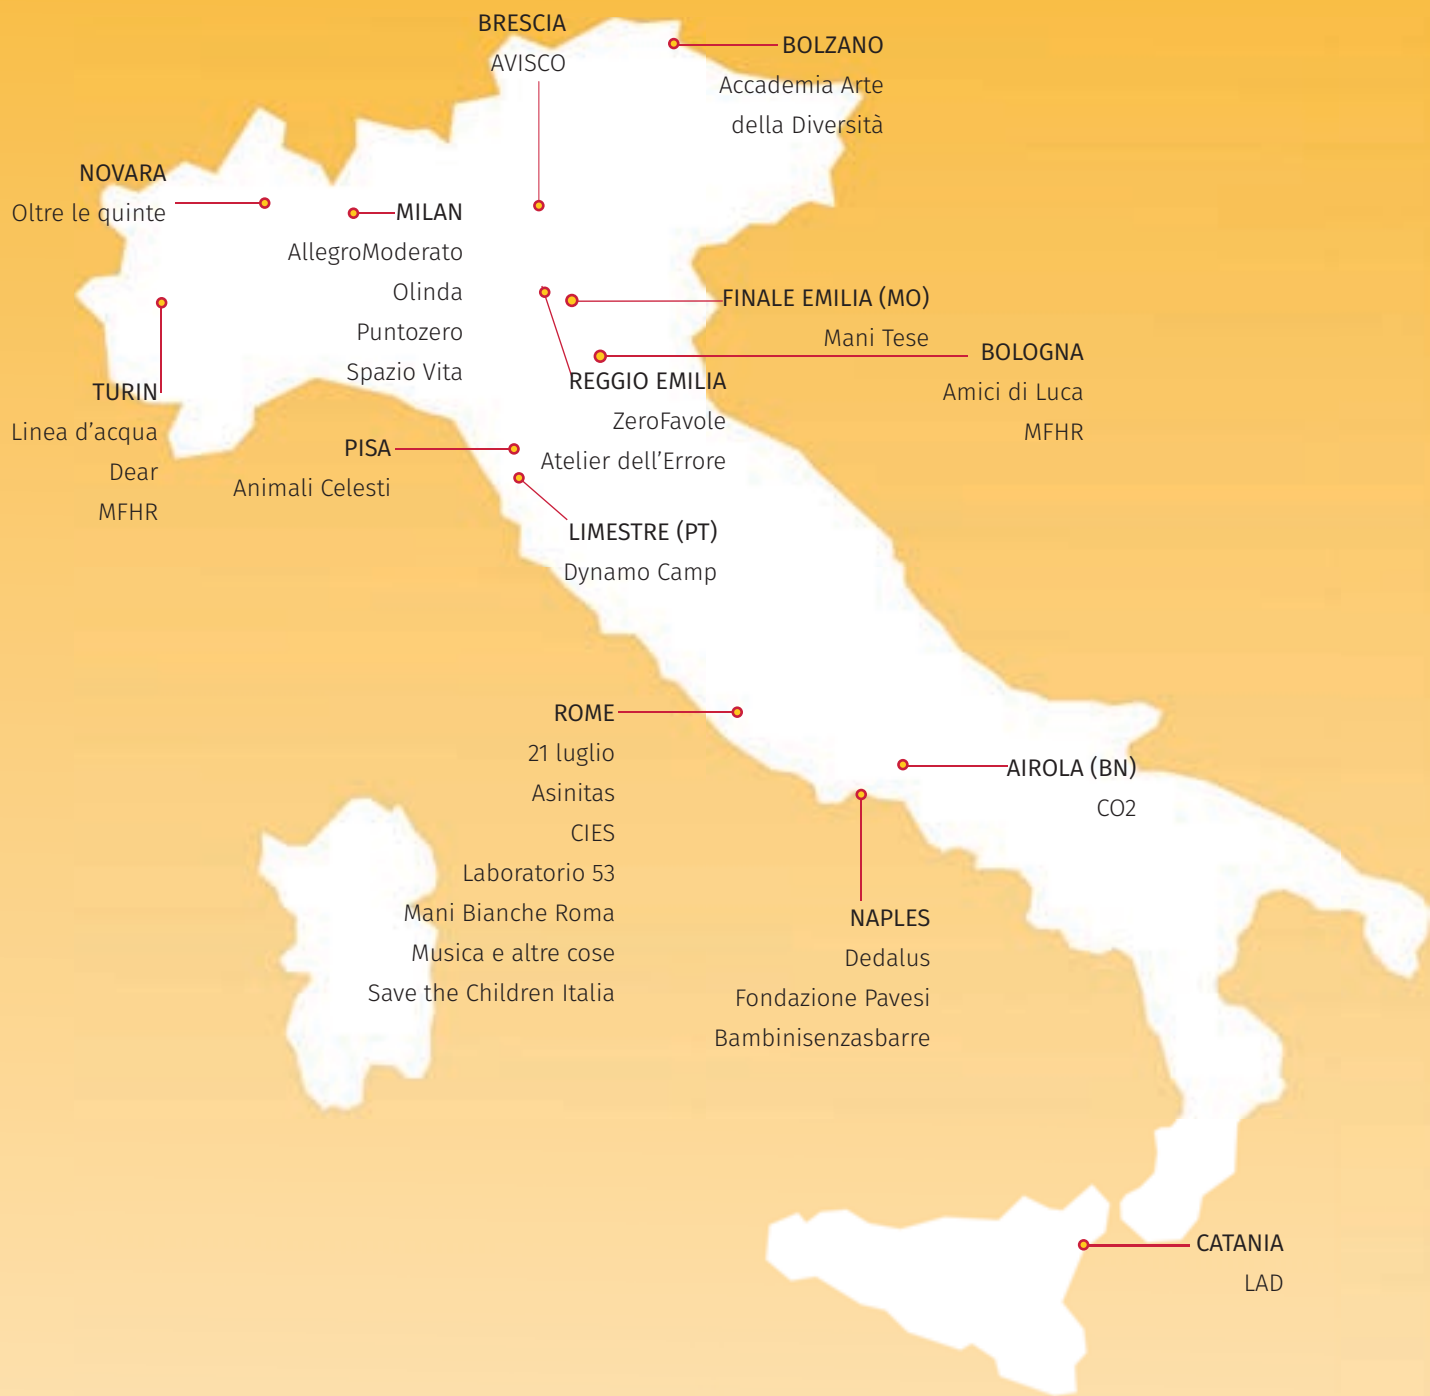 BRESCIA
AVISCO
BOLZANO
Accademia Arte
della Diversità
NOVARA
Oltre le quinte
MILAN
AllegroModerato
Olinda
Puntozero
Spazio Vita
FINALE EMILIA (MO)
Mani Tese
BOLOGNA
Amici di Luca
MFHR
REGGIO EMILIA
ZeroFavole
Atelier dell’Errore
TURIN
Linea d’acqua
Dear
MFHR
PISA
Animali Celesti
LIMESTRE (PT)
Dynamo Camp
ROME
21 luglio
Asinitas
CIES
Laboratorio 53
Mani Bianche Roma
Musica e altre cose
Save the Children Italia
AIROLA (BN)
CO2
NAPLES
Dedalus
Fondazione Pavesi
Bambinisenzasbarre
CATANIA
LAD